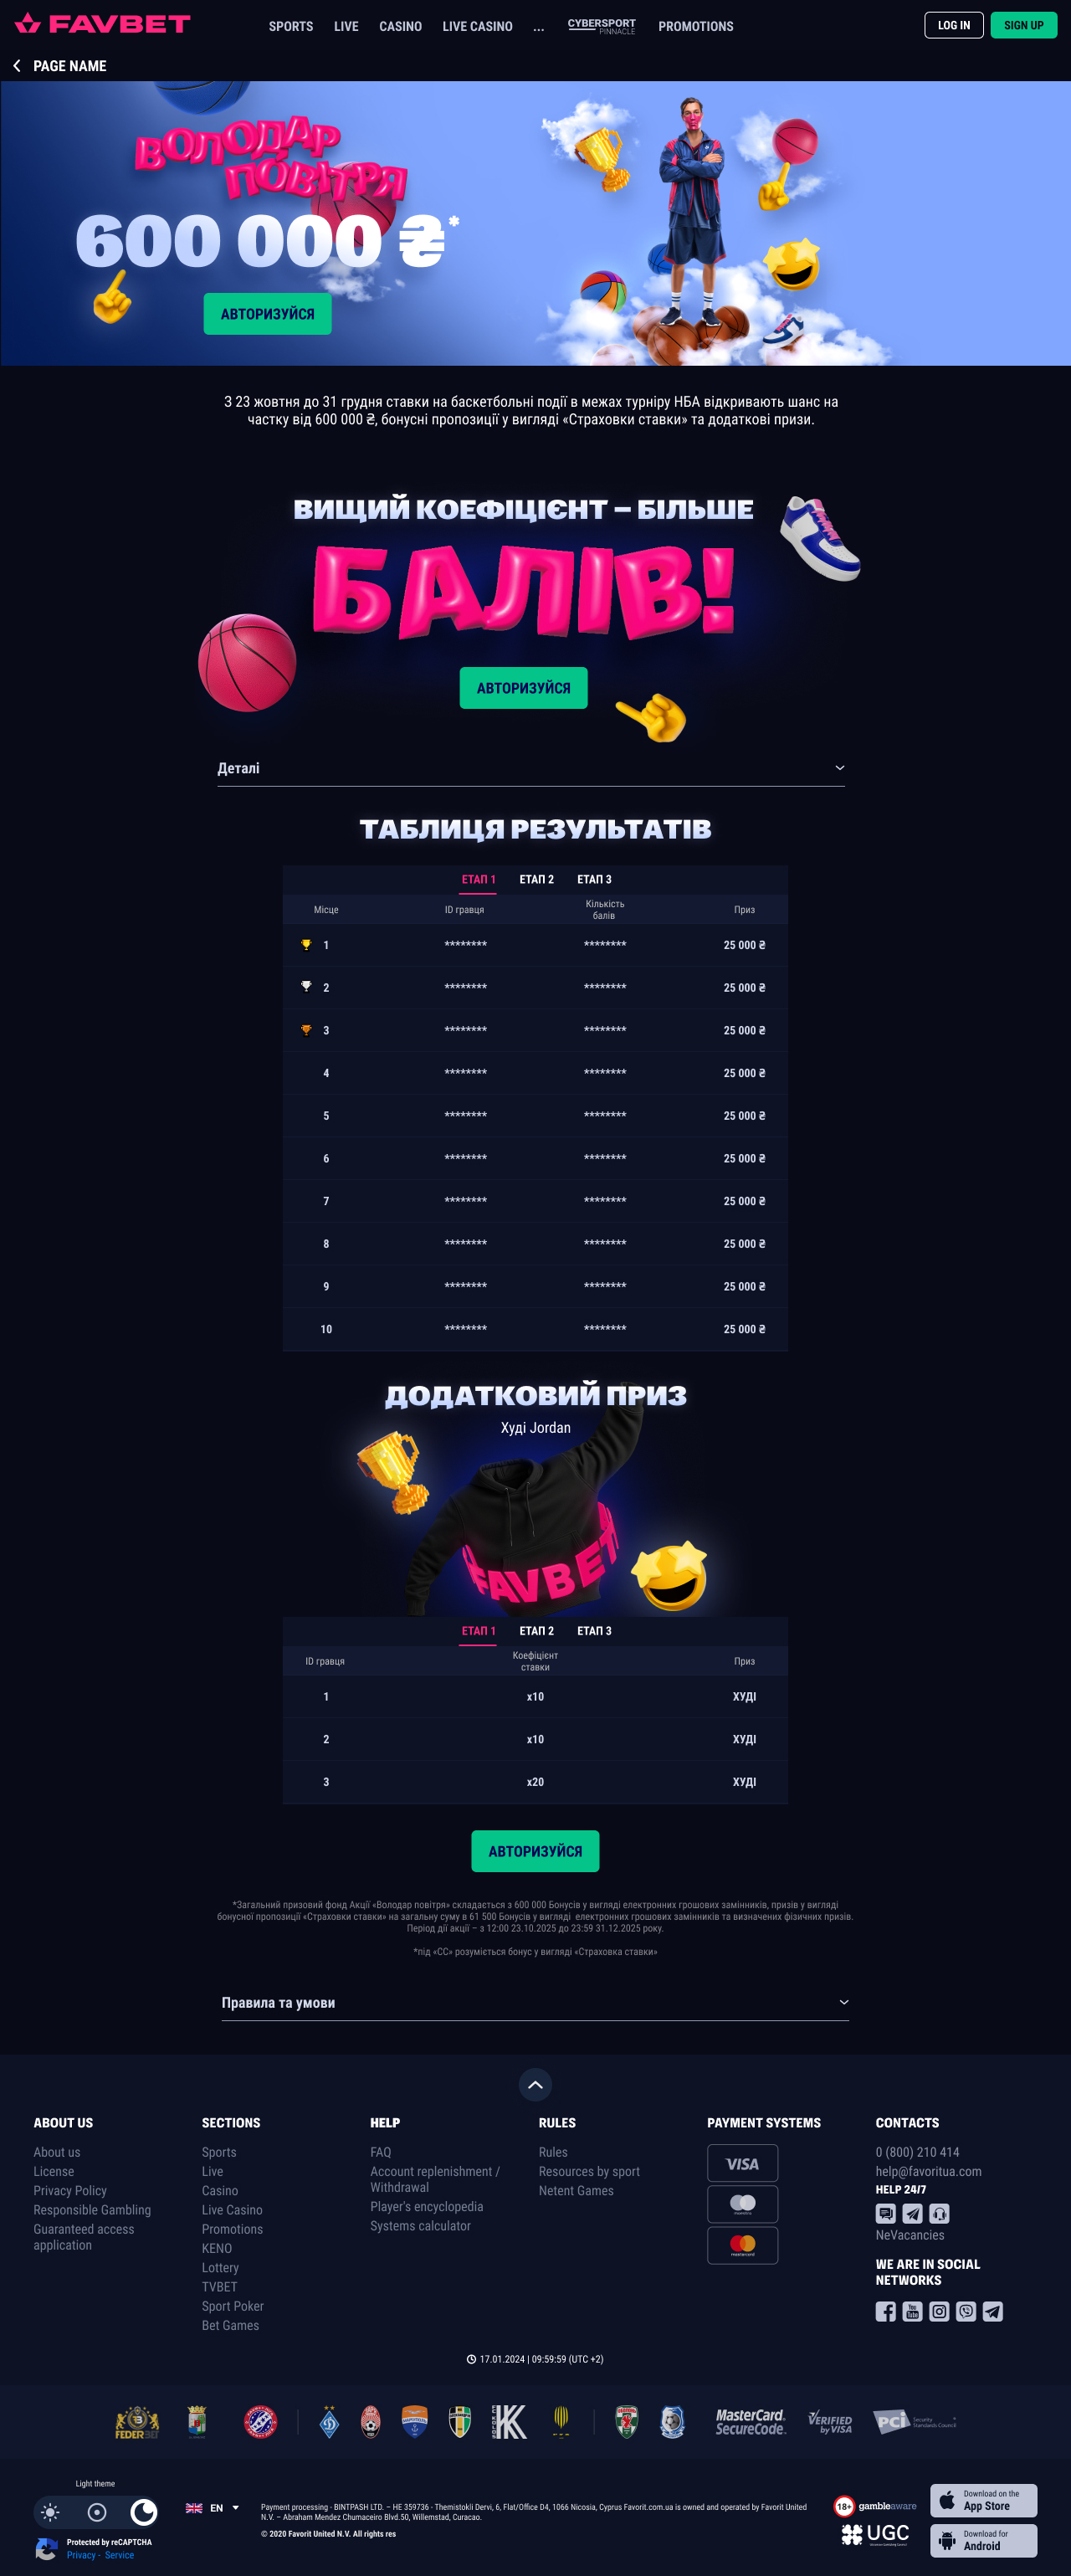 FAVBET
SPORTS LIVE CASINO LIVE CASINO ... CYBERSPORT PINNACLE PROMOTIONS
LOG IN SIGN UP
PAGE NAME
ВОЛОДАР
ПОВІТРЯ
600 000 ₴*
АВТОРИЗУЙСЯ
З 23 жовтня до 31 грудня ставки на баскетбольні події в межах турніру НБА відкривають шанс на
частку від 600 000 ₴, бонусні пропозиції у вигляді «Страховки ставки» та додаткові призи.
ВИЩИЙ КОЕФІЦІЄНТ – БІЛЬШЕ
БАЛІВ!
АВТОРИЗУЙСЯ
Деталі
ТАБЛИЦЯ РЕЗУЛЬТАТІВ
ЕТАП 1 ЕТАП 2 ЕТАП 3
Місце ID гравця Кількість балів Приз
1 ******** ******** 25 000 ₴
2 ******** ******** 25 000 ₴
3 ******** ******** 25 000 ₴
4 ******** ******** 25 000 ₴
5 ******** ******** 25 000 ₴
6 ******** ******** 25 000 ₴
7 ******** ******** 25 000 ₴
8 ******** ******** 25 000 ₴
9 ******** ******** 25 000 ₴
10 ******** ******** 25 000 ₴
ДОДАТКОВИЙ ПРИЗ
Худі Jordan
FAVBET
ЕТАП 1 ЕТАП 2 ЕТАП 3
ID гравця Коефіцієнт ставки Приз
1 x10 ХУДІ
2 x10 ХУДІ
3 x20 ХУДІ
АВТОРИЗУЙСЯ
*Загальний призовий фонд Акції «Володар повітря» складається з 600 000 Бонусів у вигляді електронних грошових замінників, призів у вигляді
бонусної пропозиції «Страховки ставки» на загальну суму в 61 500 Бонусів у вигляді електронних грошових замінників та визначених фізичних призів.
Період дії акції – з 12:00 23.10.2025 до 23:59 31.12.2025 року.
*під «СС» розуміється бонус у вигляді «Страховка ставки»
Правила та умови
ABOUT US
About us
License
Privacy Policy
Responsible Gambling
Guaranteed access
application
SECTIONS
Sports
Live
Casino
Live Casino
Promotions
KENO
Lottery
TVBET
Sport Poker
Bet Games
HELP
FAQ
Account replenishment /
Withdrawal
Player's encyclopedia
Systems calculator
RULES
Rules
Resources by sport
Netent Games
PAYMENT SYSTEMS
VISA
maestro
mastercard
CONTACTS
0 (800) 210 414
help@favoritua.com
HELP 24/7
NeVacancies
WE ARE IN SOCIAL
NETWORKS
You Tube
17.01.2024 | 09:59:59 (UTC +2)
FEDERBET
MasterCard. SecureCode.
VERIFIED by VISA
PCI Security Standards Council
Light theme
EN
Protected by reCAPTCHA
Privacy - Service
Payment processing - BINTPASH LTD. – HE 359736 - Themistokli Dervi, 6, Flat/Office D4, 1066 Nicosia, Cyprus Favorit.com.ua is owned and operated by Favorit United
N.V. – Abraham Mendez Chumaceiro Blvd.50, Willemstad, Curacao.
© 2020 Favorit United N.V. All rights res
18+ gambleaware
UGC
Download on the
App Store
Download for
Android